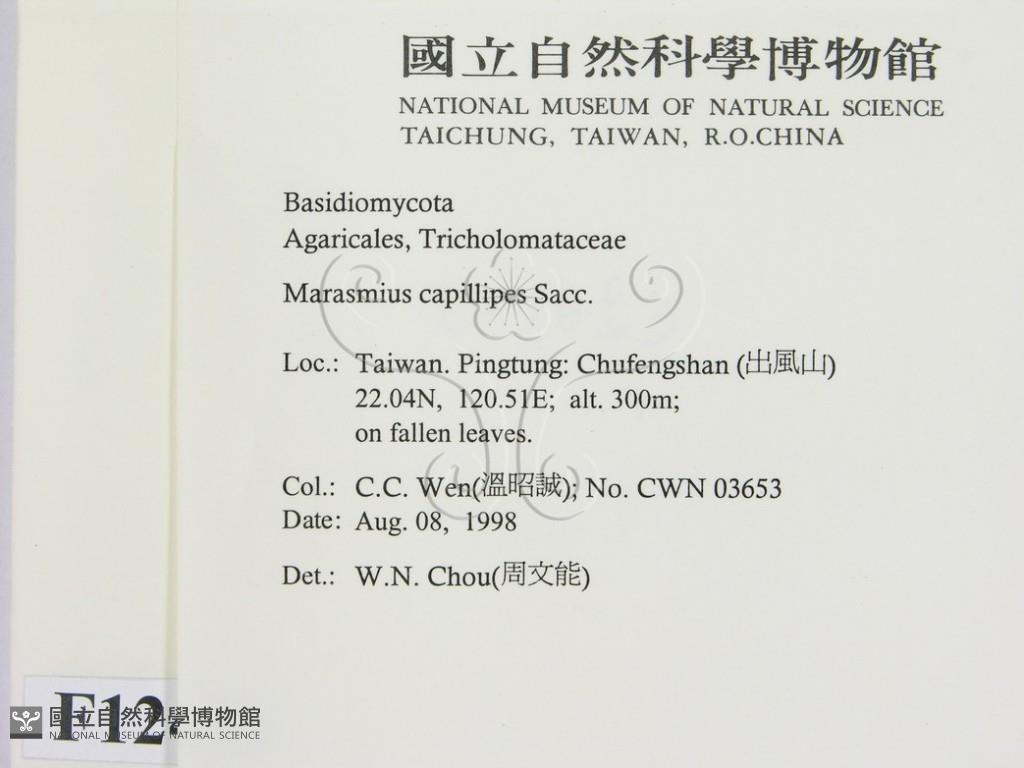 國立自然科學博物館
NATIONAL MUSEUM OF NATURAL SCIENCE
TAICHUNG, TAIWAN, R.O.CHINA
Basidiomycota
Agaricales, Tricholomataceae
Marasmius capillipes Sacc.
Loc.: Taiwan. Pingtung: Chufengshan (出風山)
22.04N, 120.51E; alt. 300m;
on fallen leaves.
Col.: C.C. Wen(溫昭誠); No. CWN 03653
Date: Aug. 08, 1998
Det.: W.N. Chou(周文能)
F12
國立自然科學博物館
NATIONAL MUSEUM OF NATURAL SCIENCE